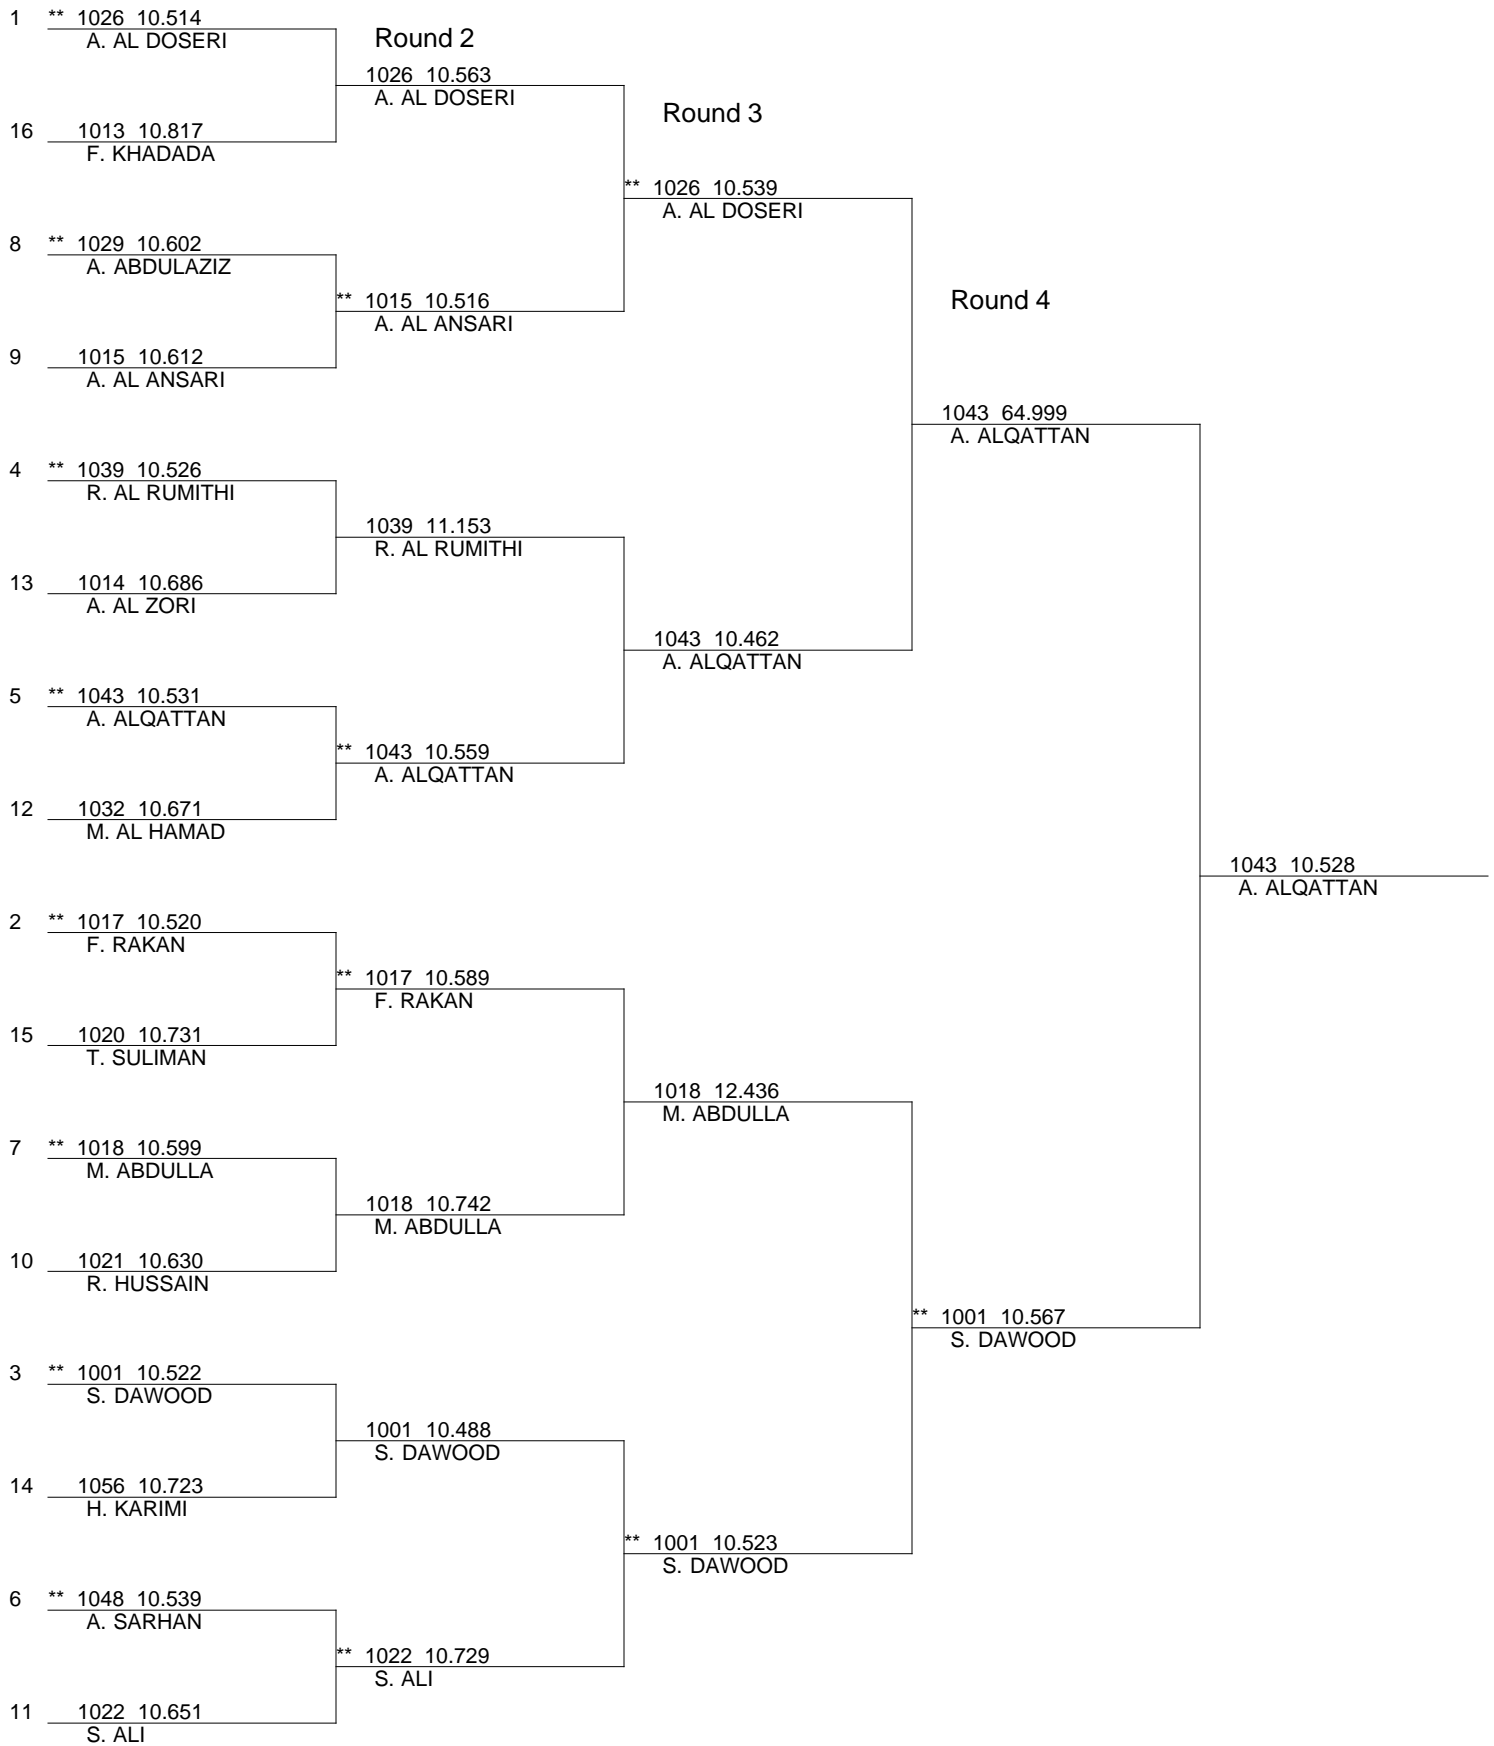 1 ** 1026 10.514
A. AL DOSERI
Round 2
1026 10.563
A. AL DOSERI
Round 3
16 1013 10.817
F. KHADADA
** 1026 10.539
A. AL DOSERI
8 ** 1029 10.602
A. ABDULAZIZ
** 1015 10.516
A. AL ANSARI
Round 4
9 1015 10.612
A. AL ANSARI
1043 64.999
A. ALQATTAN
4 ** 1039 10.526
R. AL RUMITHI
1039 11.153
R. AL RUMITHI
13 1014 10.686
A. AL ZORI
1043 10.462
A. ALQATTAN
5 ** 1043 10.531
A. ALQATTAN
** 1043 10.559
A. ALQATTAN
12 1032 10.671
M. AL HAMAD
1043 10.528
A. ALQATTAN
2 ** 1017 10.520
F. RAKAN
** 1017 10.589
F. RAKAN
15 1020 10.731
T. SULIMAN
1018 12.436
M. ABDULLA
7 ** 1018 10.599
M. ABDULLA
1018 10.742
M. ABDULLA
10 1021 10.630
R. HUSSAIN
** 1001 10.567
S. DAWOOD
3 ** 1001 10.522
S. DAWOOD
1001 10.488
S. DAWOOD
14 1056 10.723
H. KARIMI
** 1001 10.523
S. DAWOOD
6 ** 1048 10.539
A. SARHAN
** 1022 10.729
S. ALI
11 1022 10.651
S. ALI